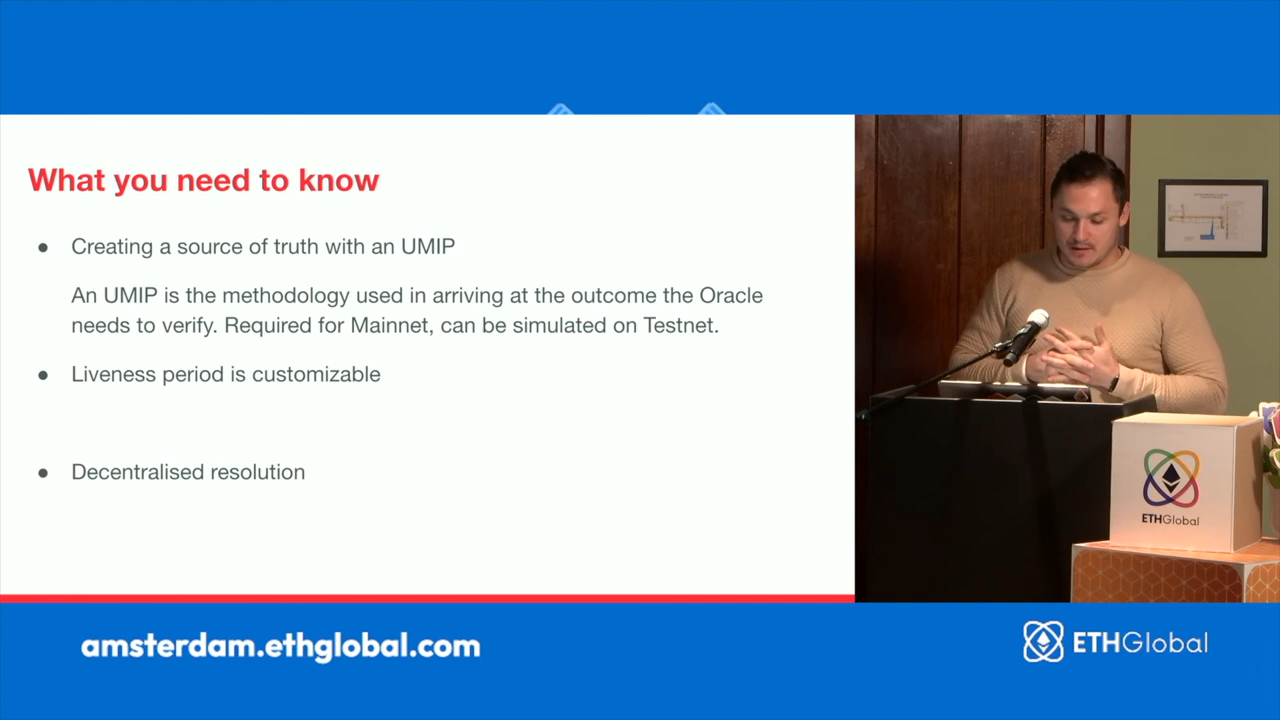 What you need to know
● Creating a source of truth with an UMIP
An UMIP is the methodology used in arriving at the outcome the Oracle
needs to verify. Required for Mainnet, can be simulated on Testnet.
● Liveness period is customizable
● Decentralised resolution
ETHGlobal
amsterdam.ethglobal.com
ETHGlobal